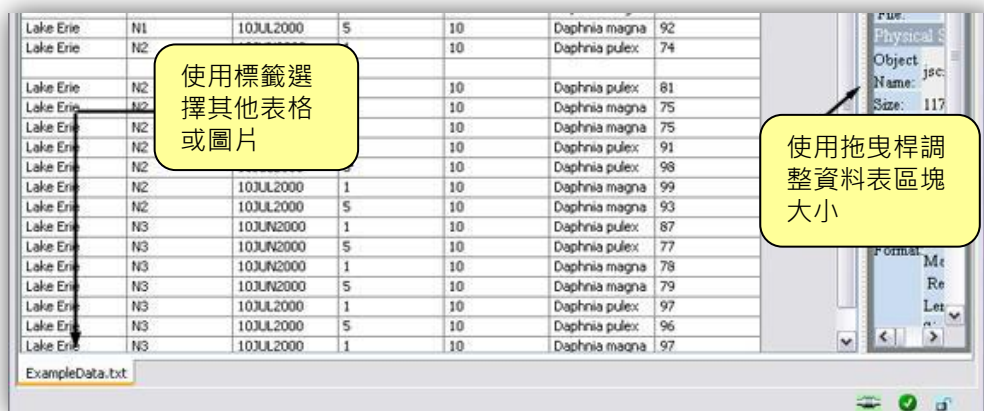 Lake Erie N1 10JUL2000 5 10 Daphnia magna 92
Lake Erie N2 10 Daphnia pulex 74
Lake Erie N2 10 Daphnia pulex 81
Lake Erie N2 10 Daphnia magna 75
Lake Erie N2 10 Daphnia magna 75
Lake Erie N2 10 Daphnia pulex 91
Lake Erie N2 10 Daphnia pulex 98
Lake Erie N2 10JUL2000 1 10 Daphnia magna 99
Lake Erie N2 10JUL2000 5 10 Daphnia magna 93
Lake Erie N3 10JUN2000 1 10 Daphnia pulex 87
Lake Erie N3 10JUN2000 5 10 Daphnia pulex 77
Lake Erie N3 10JUN2000 1 10 Daphnia magna 78
Lake Erie N3 10JUN2000 5 10 Daphnia magna 79
Lake Erie N3 10JUL2000 1 10 Daphnia pulex 97
Lake Erie N3 10JUL2000 5 10 Daphnia pulex 96
Lake Erie N3 10JUL2000 1 10 Daphnia magna 97
使用標籤選
擇其他表格
或圖片
File:
Physical S
Object
Name: jsc.
Size: 117
使用拖曳桿調
整資料表區塊
大小
Format
Me
Re
Ler
ExampleData.txt